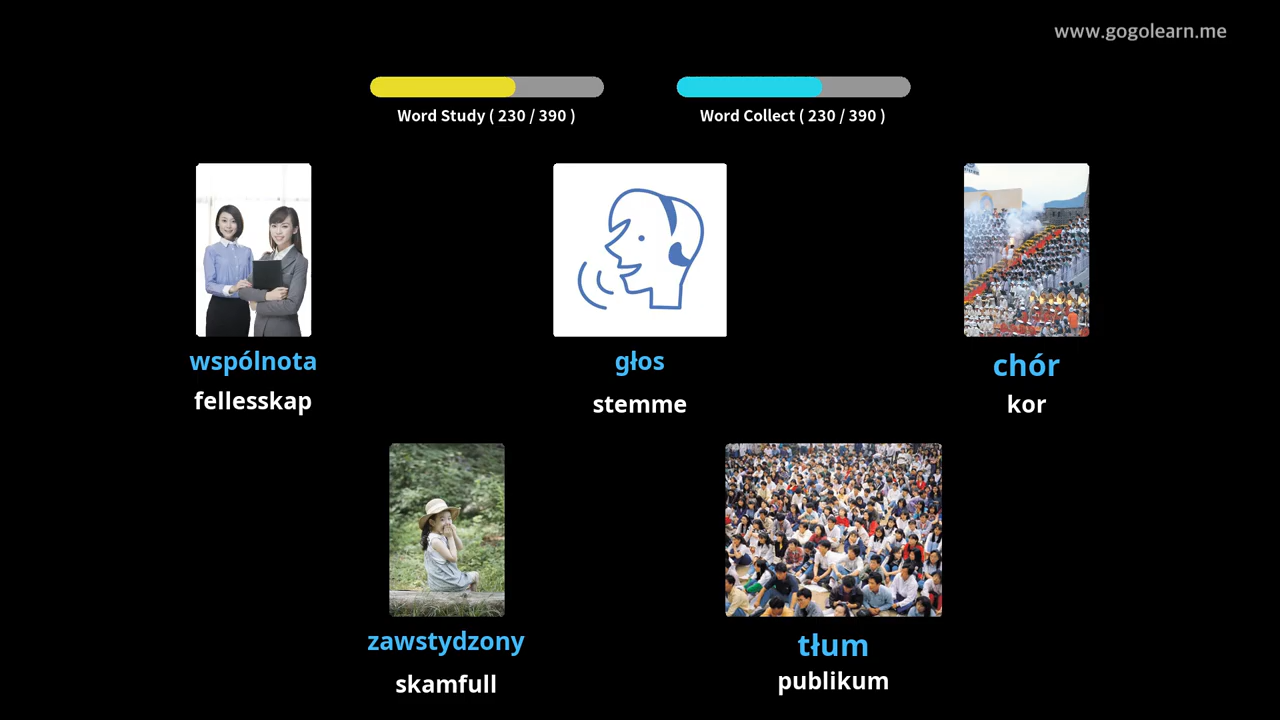 www.gogolearn.me
Word Study ( 230 / 390 )
Word Collect ( 230 / 390 )
wspólnota
fellesskap
głos
stemme
chór
kor
zawstydzony
skamfull
tłum
publikum